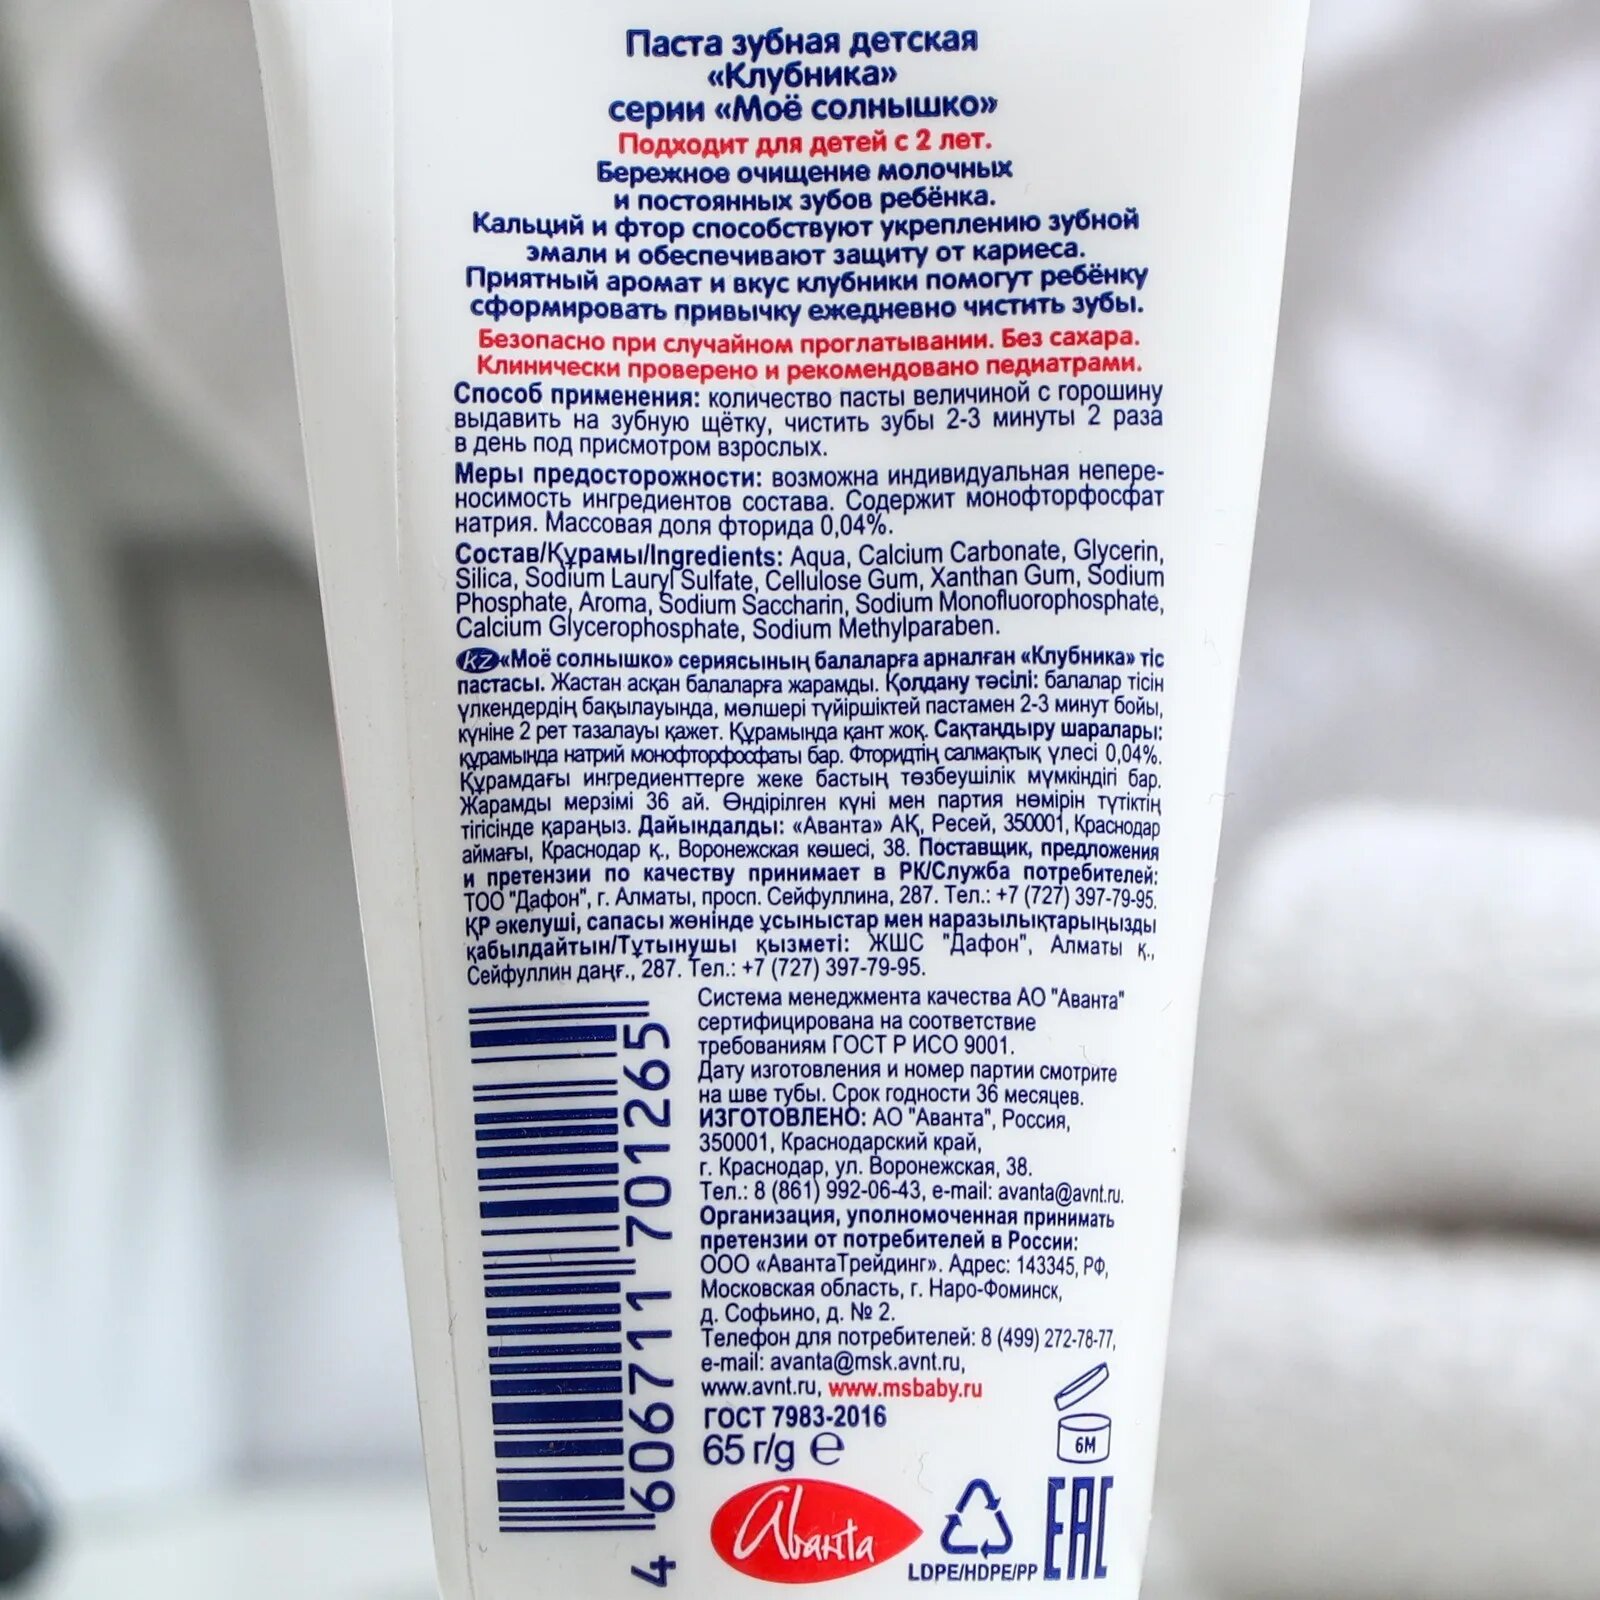 Паста зубная детская
«Клубника»
серии «Моё солнышко»
Подходит для детей с 2 лет.
Бережное очищение молочных
и постоянных зубов ребёнка.
Кальций и фтор способствуют укреплению зубной
эмали и обеспечивают защиту от кариеса.
Приятный аромат и вкус клубники помогут ребёнку
сформировать привычку ежедневно чистить зубы.
Безопасно при случайном проглатывании. Без сахара.
Клинически проверено и рекомендовано педиатрами.
Способ применения: количество пасты величиной с горошину
выдавить на зубную щётку, чистить зубы 2-3 минуты 2 раза
в день под присмотром взрослых.
Меры предосторожности: возможна индивидуальная непере-
носимость ингредиентов состава. Содержит монофторфосфат
натрия. Массовая доля фторида 0,04%.
Состав/Құрамы/Ingredients: Aqua, Calcium Carbonate, Glycerin,
Silica, Sodium Lauryl Sulfate, Cellulose Gum, Xanthan Gum, Sodium
Phosphate, Aroma, Sodium Saccharin, Sodium Monofluorophosphate,
Calcium Glycerophosphate, Sodium Methylparaben.
kz «Моё солнышко» сериясының балаларға арналған «Клубника» тіс
пастасы. Жастан асқан балаларға жарамды. Қолдану тәсілі: балалар тісін
үлкендердің бақылауында, мөлшері түйіршіктей пастамен 2-3 минут бойы,
күніне 2 рет тазалауы қажет. Құрамында қант жоқ. Сақтандыру шаралары:
құрамында натрий монофторфосфаты бар. Фторидтің салмақтық үлесі 0,04%.
Құрамдағы ингредиенттерге жеке бастың төзбеушілік мүмкіндігі бар.
Жарамды мерзімі 36 ай. Өндірілген күні мен партия нөмірін түтіктің
тігісінде қараңыз. Дайындалды: «Аванта» АҚ, Ресей, 350001, Краснодар
аймағы, Краснодар қ., Воронежская көшесі, 38. Поставщик, предложения
и претензии по качеству принимает в РК/Служба потребителей:
ТОО "Дафон", г. Алматы, просп. Сейфуллина, 287. Тел.: +7 (727) 397-79-95.
ҚР әкелуші, сапасы жөнінде ұсыныстар мен наразылықтарыңызды
қабылдайтын/Тұтынушы қызметі: ЖШС "Дафон", Алматы қ.,
Сейфуллин даңғ., 287. Тел.: +7 (727) 397-79-95.
Система менеджмента качества АО "Аванта"
сертифицирована на соответствие
требованиям ГОСТ Р ИСО 9001.
Дату изготовления и номер партии смотрите
на шве тубы. Срок годности 36 месяцев.
ИЗГОТОВЛЕНО: АО "Аванта", Россия,
350001, Краснодарский край,
г. Краснодар, ул. Воронежская, 38.
Тел.: 8 (861) 992-06-43, e-mail: avanta@avnt.ru.
Организация, уполномоченная принимать
претензии от потребителей в России:
ООО «АвантаТрейдинг». Адрес: 143345, РФ,
Московская область, г. Наро-Фоминск,
д. Софьино, д. № 2.
Телефон для потребителей: 8 (499) 272-78-77,
e-mail: avanta@msk.avnt.ru,
www.avnt.ru, www.msbaby.ru
ГОСТ 7983-2016
65 г/g ℮
6M
Аванта
LDPE/HDPE/PP
EAC
4 606711 701265